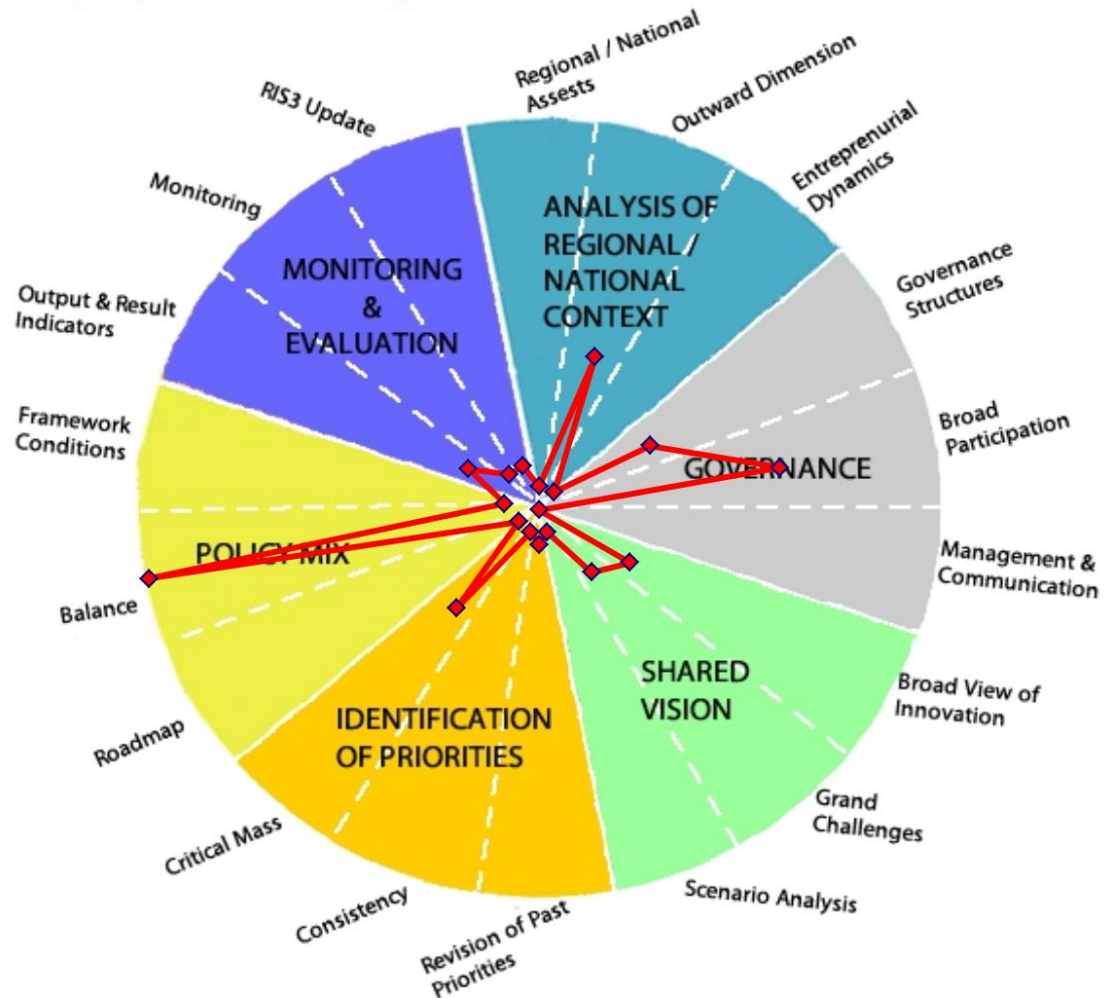 Regional / National
Assests
Outward Dimension
Entreprenurial
Dynamics
Governance
Structures
Broad
Participation
Management &
Communication
Broad View of
Innovation
Grand
Challenges
Scenario Analysis
Revision of Past
Priorities
Consistency
Critical Mass
Roadmap
Balance
Framework
Conditions
Output & Result
Indicators
Monitoring
RIS3 Update
ANALYSIS OF
REGIONAL /
NATIONAL
CONTEXT
GOVERNANCE
SHARED
VISION
IDENTIFICATION
OF PRIORITIES
POLICY MIX
MONITORING
&
EVALUATION